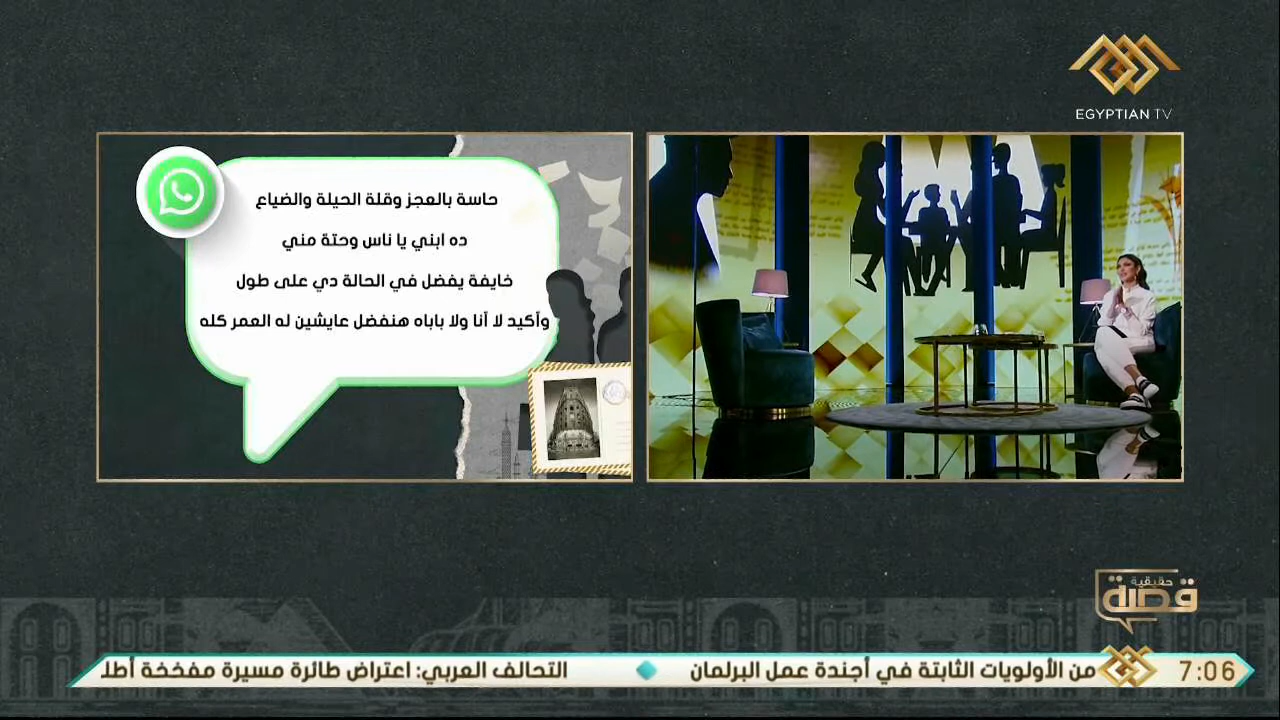 EGYPTIAN TV
حاسة بالعجز وقلة الحيلة والضياع
ده ابني يا ناس وحتة مني
خايفة يفضل في الحالة دي على طول
وأكيد لا أنا ولا باباه هنفضل عايشين له العمر كله
قصة حقيقية
7:06
من الأولويات الثابتة في أجندة عمل البرلمان
التحالف العربي: اعتراض طائرة مسيرة مفخخة أطل